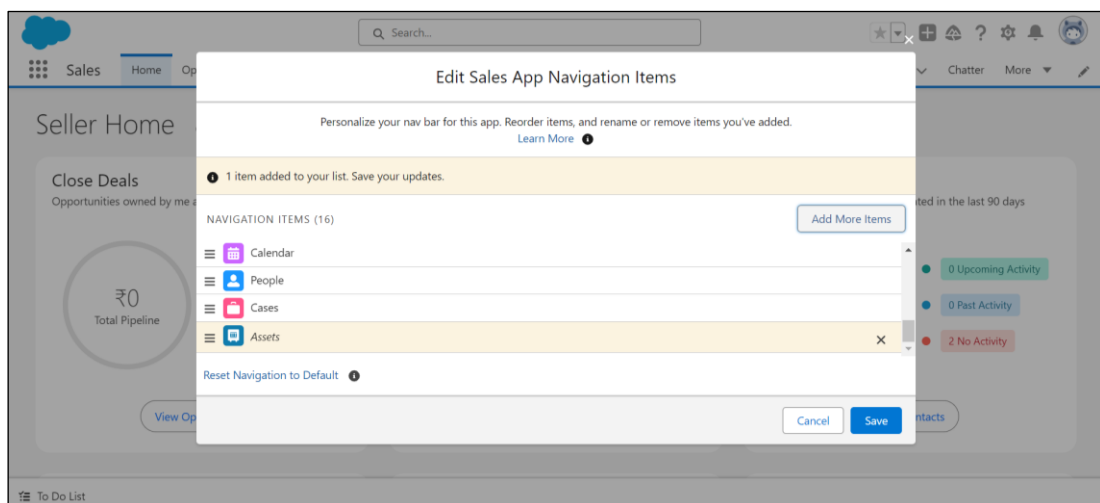 Search...
Sales
Home
Op
Chatter
More
Edit Sales App Navigation Items
Seller Home
Personalize your nav bar for this app. Reorder items, and rename or remove items you've added.
Learn More
Close Deals
Opportunities owned by me a
1 item added to your list. Save your updates.
ated in the last 90 days
NAVIGATION ITEMS (16)
Add More Items
Calendar
People
Cases
Assets
₹0
Total Pipeline
0 Upcoming Activity
0 Past Activity
2 No Activity
Reset Navigation to Default
View Op
Cancel
Save
ntacts
To Do List